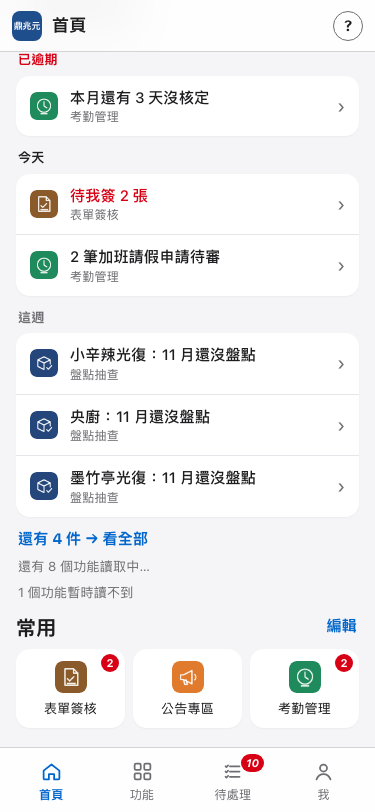 鼎兆元
首頁
?
已逾期
本月還有 3 天沒核定
考勤管理
今天
待我簽 2 張
表單簽核
2 筆加班請假申請待審
考勤管理
這週
小辛辣光復：11 月還沒盤點
盤點抽查
央廚：11 月還沒盤點
盤點抽查
墨竹亭光復：11 月還沒盤點
盤點抽查
還有 4 件 → 看全部
還有 8 個功能讀取中…
1 個功能暫時讀不到
常用
編輯
2
2
表單簽核
公告專區
考勤管理
10
首頁
功能
待處理
我